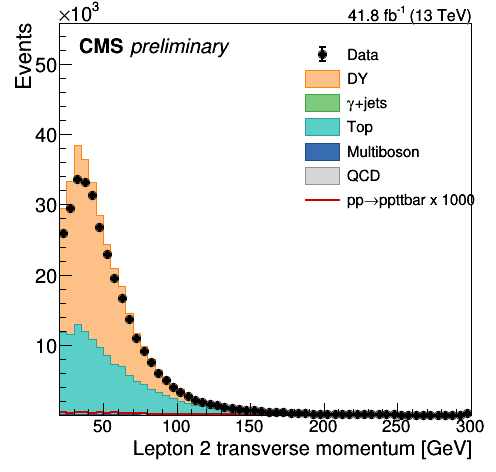 ×10³
41.8 fb⁻¹ (13 TeV)
CMS preliminary
Events
50
40
30
20
10
Data
DY
γ+jets
Top
Multiboson
QCD
pp→ppttbar x 1000
50 100 150 200 250 300
Lepton 2 transverse momentum [GeV]